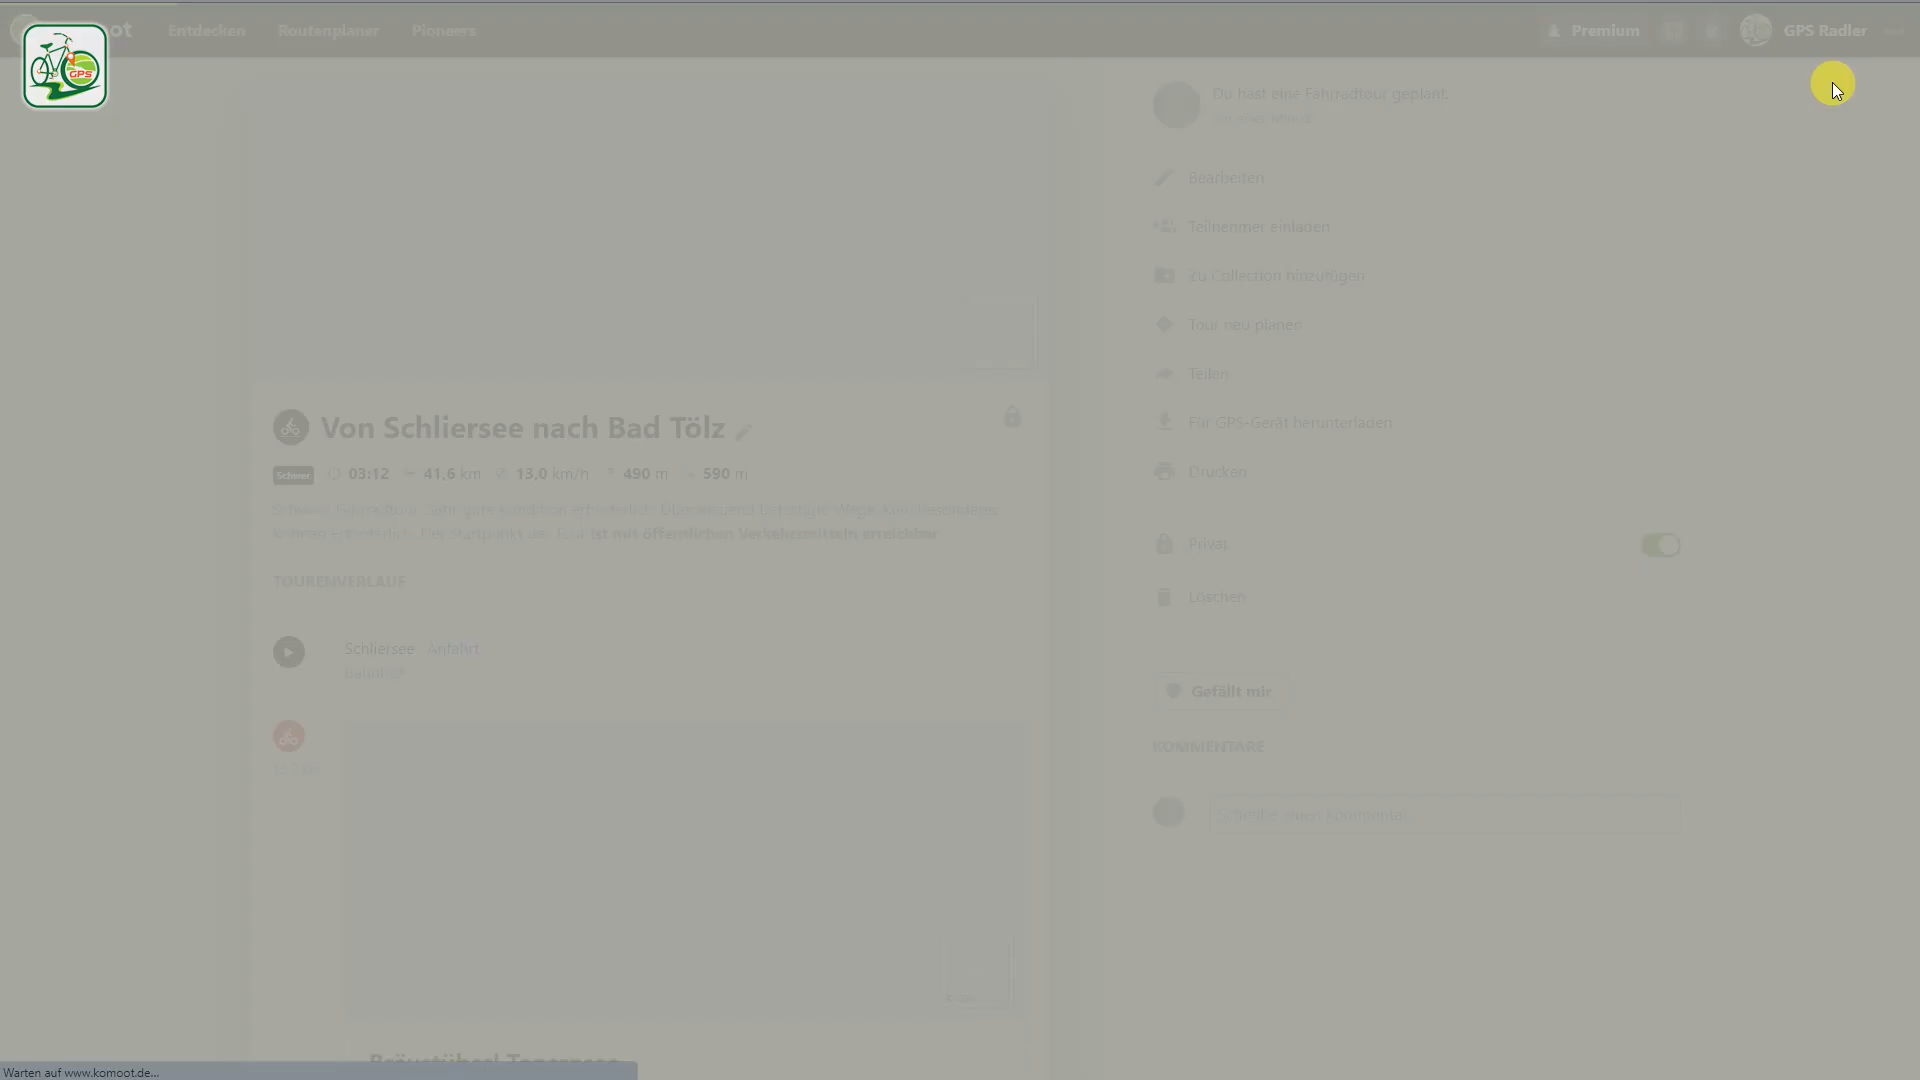 Entdecken Routenplaner Pioneers Premium GPS Radler
GPS
Du hast eine Fahrradtour geplant.
Bearbeiten
Teilnehmer einladen
Zu Collection hinzufügen
Tour neu planen
Teilen
Für GPS-Gerät herunterladen
Drucken
Privat
Löschen
Gefällt mir
KOMMENTARE
Von Schliersee nach Bad Tölz
Schwer 03:12 41,6 km 13,0 km/h 490 m 590 m
ist mit öffentlichen Verkehrsmitteln erreichbar
TOURENVERLAUF
Schliersee Anfahrt
Bahnhof
Bräustüberl Tegernsee
Warten auf www.komoot.de...